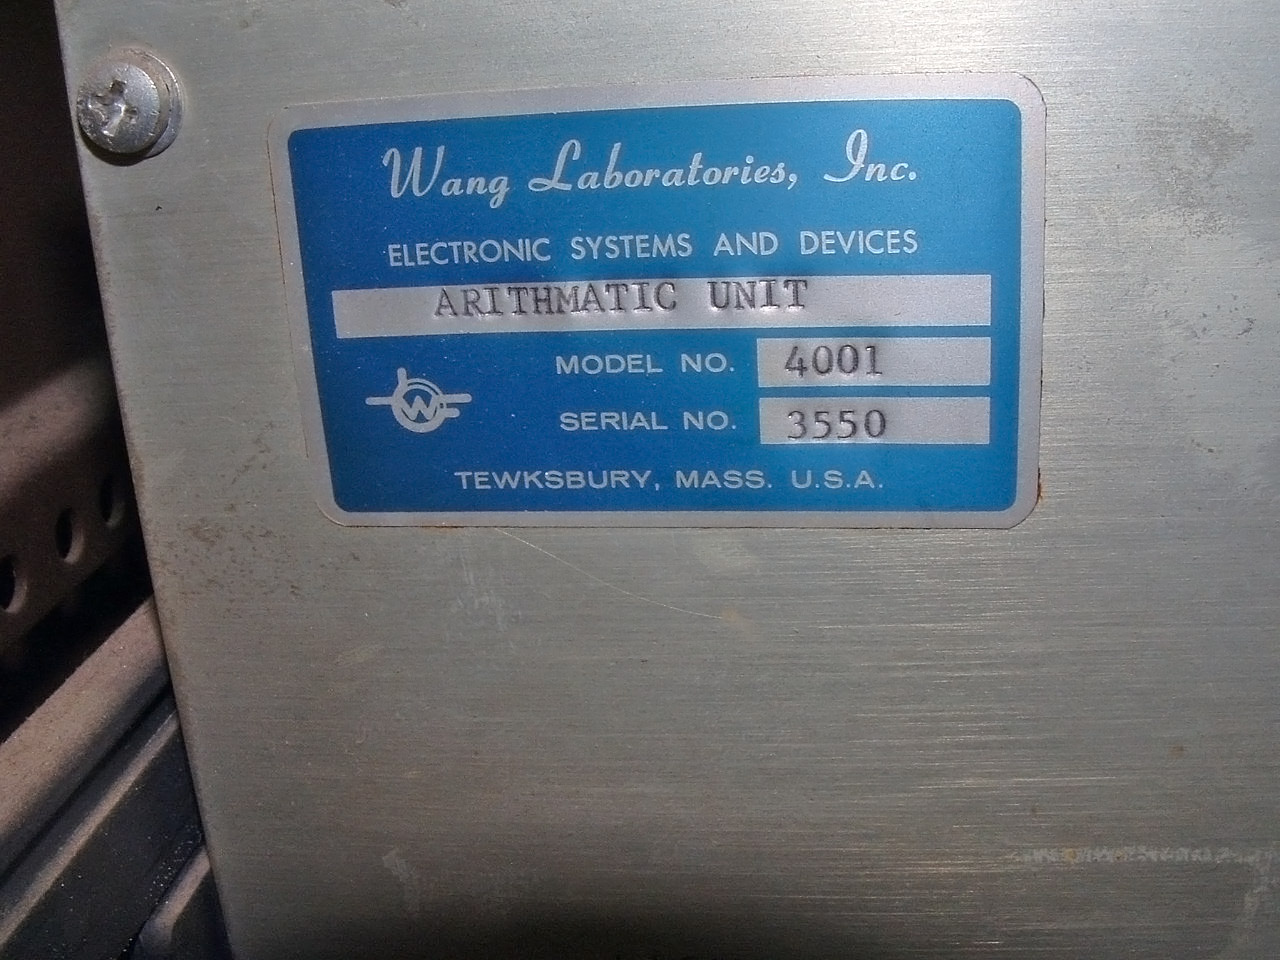 Wang Laboratories, Inc.
ELECTRONIC SYSTEMS AND DEVICES
ARITHMATIC UNIT
MODEL NO. 4001
W
SERIAL NO. 3550
TEWKSBURY, MASS. U.S.A.